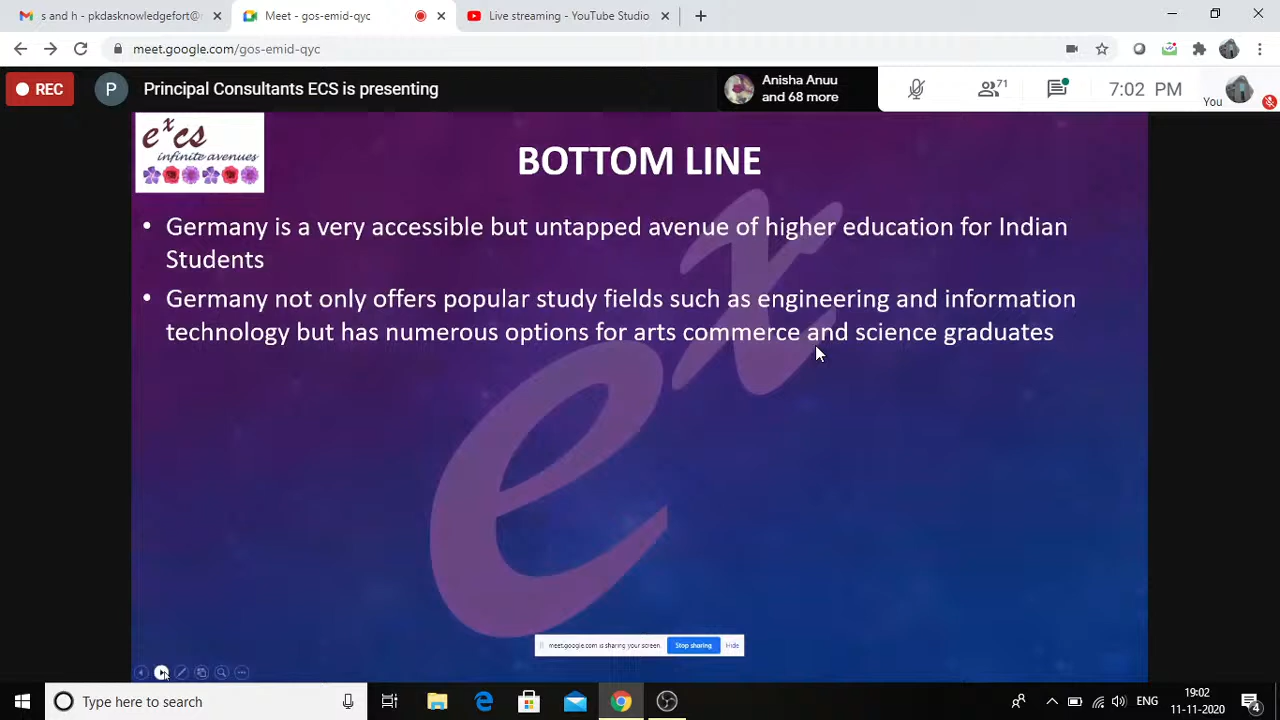 s and h - pkdasknowledgefort@
Meet - gos-emid-qyc
Live streaming - YouTube Studio
meet.google.com/gos-emid-qyc
REC
P
Principal Consultants ECS is presenting
Anisha Anuu
and 68 more
71
7:02 PM
You
e^x cs
infinite avenues
BOTTOM LINE
• Germany is a very accessible but untapped avenue of higher education for Indian
Students
• Germany not only offers popular study fields such as engineering and information
technology but has numerous options for arts commerce and science graduates
e^x
meet.google.com is sharing your screen.
Stop sharing
Hide
Type here to search
ENG
19:02
11-11-2020
4